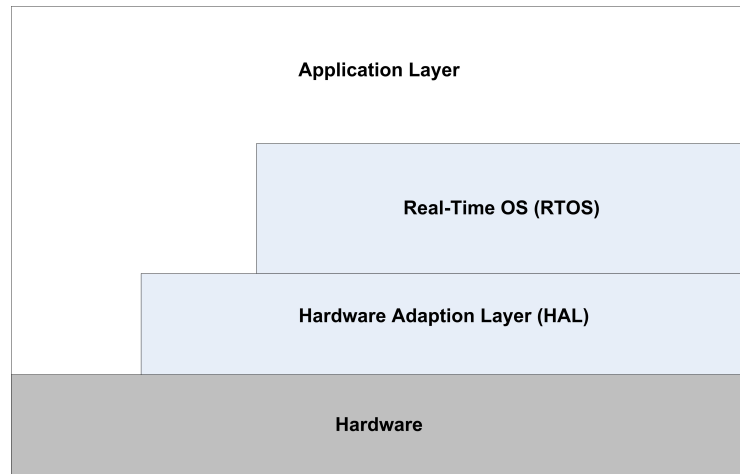 Application Layer
Real-Time OS (RTOS)
Hardware Adaption Layer (HAL)
Hardware